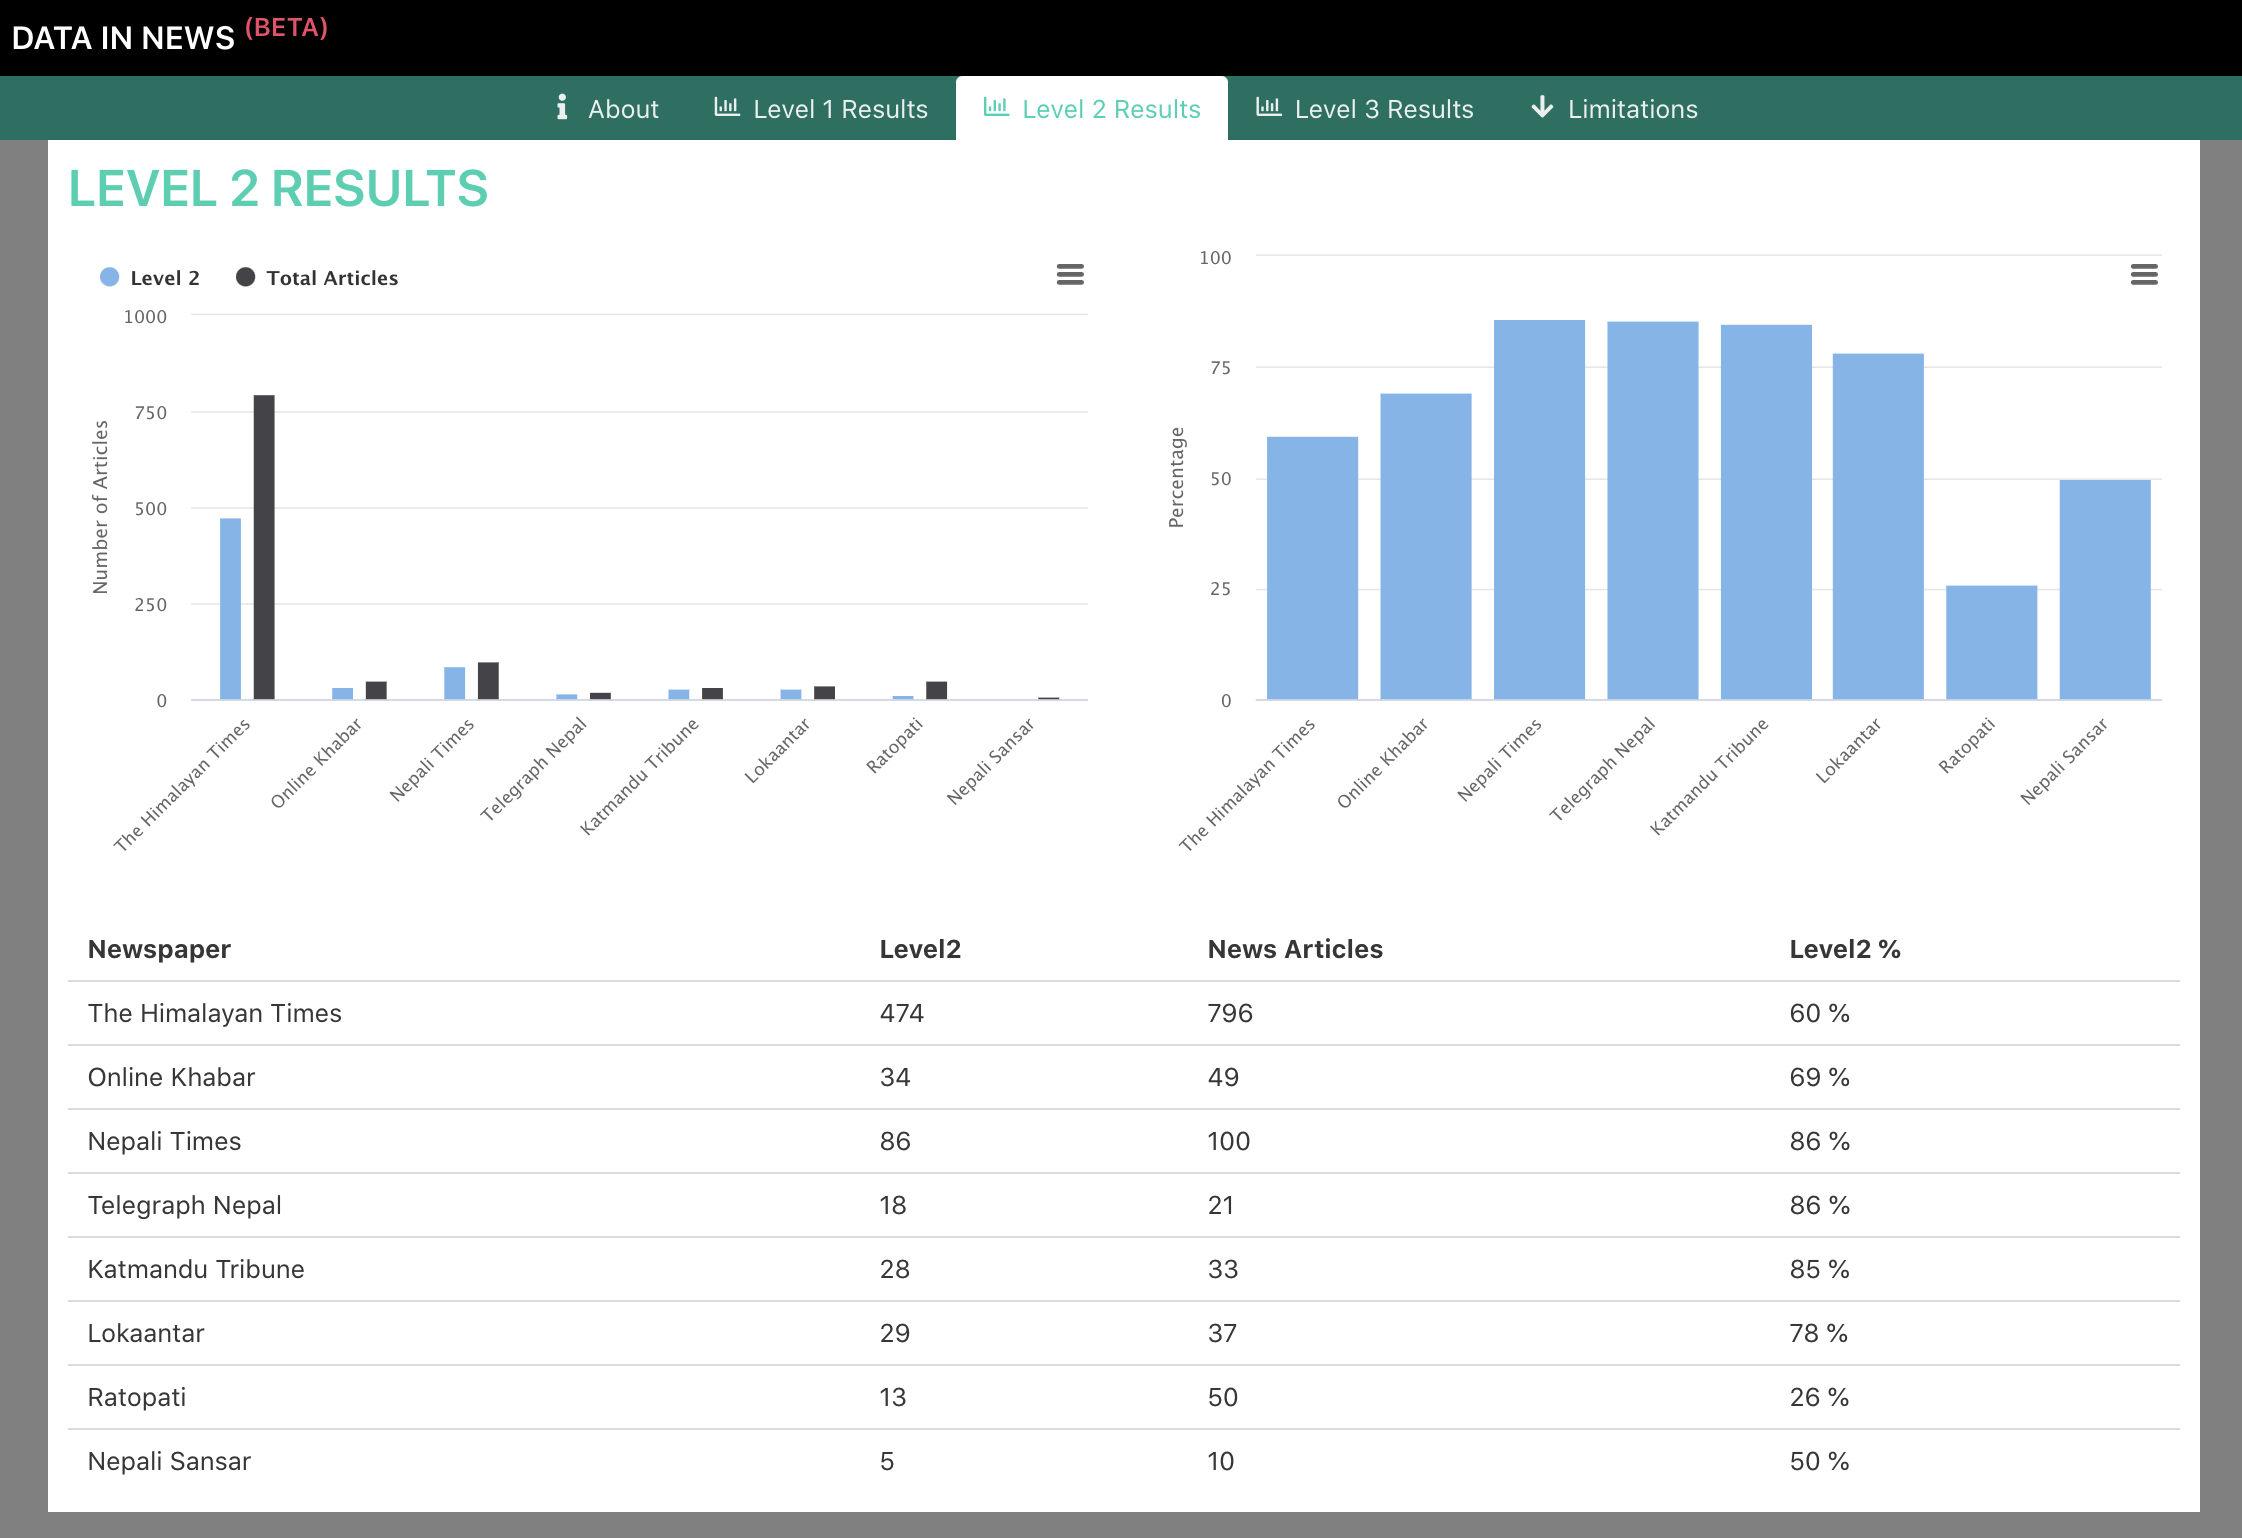 DATA IN NEWS (BETA)
About Level 1 Results Level 2 Results Level 3 Results Limitations
LEVEL 2 RESULTS
Level 2 Total Articles
Number of Articles
1000
750
500
250
0
The Himalayan Times
Online Khabar
Nepali Times
Telegraph Nepal
Katmandu Tribune
Lokaantar
Ratopati
Nepali Sansar
Percentage
100
75
50
25
0
The Himalayan Times
Online Khabar
Nepali Times
Telegraph Nepal
Katmandu Tribune
Lokaantar
Ratopati
Nepali Sansar
Newspaper Level2 News Articles Level2 %
The Himalayan Times 474 796 60 %
Online Khabar 34 49 69 %
Nepali Times 86 100 86 %
Telegraph Nepal 18 21 86 %
Katmandu Tribune 28 33 85 %
Lokaantar 29 37 78 %
Ratopati 13 50 26 %
Nepali Sansar 5 10 50 %